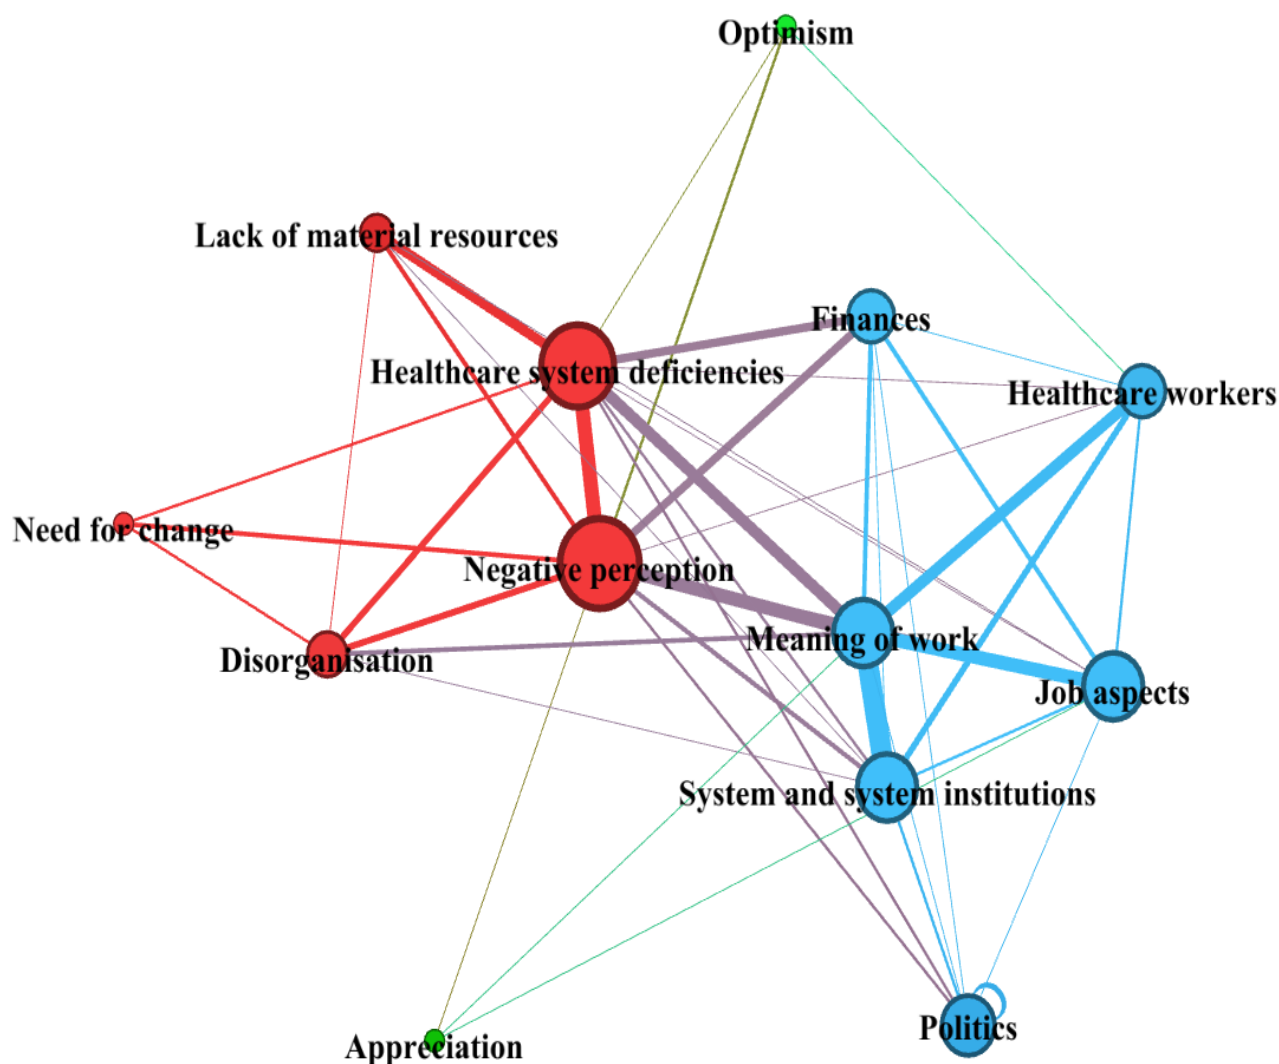 Optimism
Lack of material resources
Finances
Healthcare system deficiencies
Healthcare workers
Need for change
Negative perception
Meaning of work
Disorganisation
Job aspects
System and system institutions
Politics
Appreciation